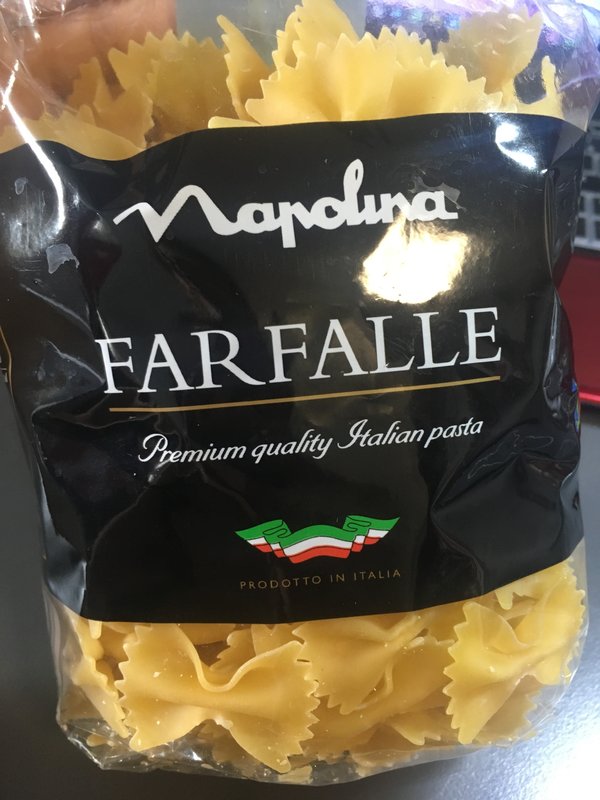 Napolina
FARFALLE
Premium quality Italian pasta
PRODOTTO IN ITALIA